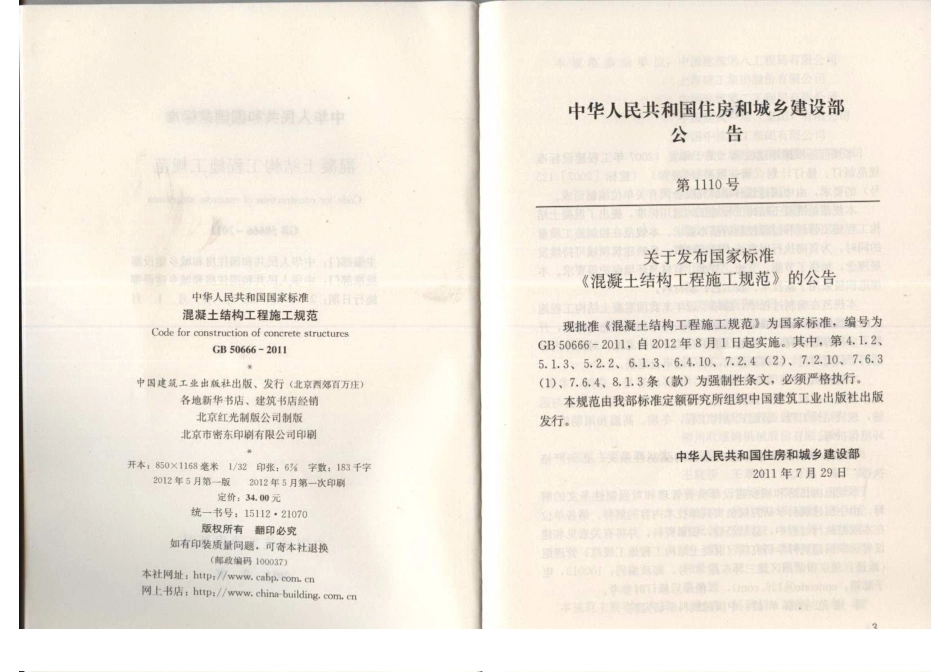 中华人民共和国国家标准
混凝土结构工程施工规范
Code for construction of concrete structures
GB 50666－2011
*
中国建筑工业出版社出版、发行（北京西郊百万庄）
各地新华书店、建筑书店经销
北京红光制版公司制版
北京市密东印刷有限公司印刷
*
开本：850×1168毫米 1/32 印张：6⅞ 字数：183千字
2012年5月第一版 2012年5月第一次印刷
定价：34.00元
统一书号：15112·21070
版权所有 翻印必究
如有印装质量问题，可寄本社退换
（邮政编码 100037）
本社网址：http://www.cabp.com.cn
网上书店：http://www.china-building.com.cn
中华人民共和国住房和城乡建设部
公 告
第1110号
关于发布国家标准
《混凝土结构工程施工规范》的公告
现批准《混凝土结构工程施工规范》为国家标准，编号为
GB 50666－2011，自2012年8月1日起实施。其中，第4.1.2、
5.1.3、5.2.2、6.1.3、6.4.10、7.2.4（2）、7.2.10、7.6.3
（1）、7.6.4、8.1.3条（款）为强制性条文，必须严格执行。
本规范由我部标准定额研究所组织中国建筑工业出版社出版
发行。
中华人民共和国住房和城乡建设部
2011年7月29日
3